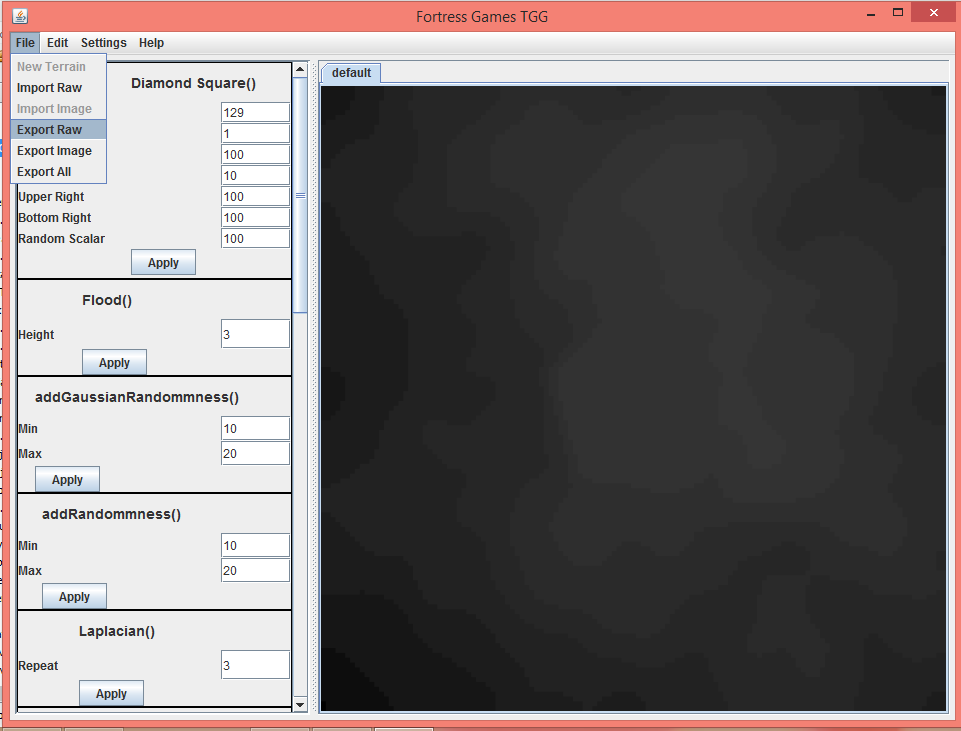 Fortress Games TGG
File Edit Settings Help
New Terrain
Import Raw
Import Image
Export Raw
Export Image
Export All
default
Diamond Square()
129
1
100
10
Upper Right 100
Bottom Right 100
Random Scalar 100
Apply
Flood()
Height 3
Apply
addGaussianRandommness()
Min 10
Max 20
Apply
addRandommness()
Min 10
Max 20
Apply
Laplacian()
Repeat 3
Apply